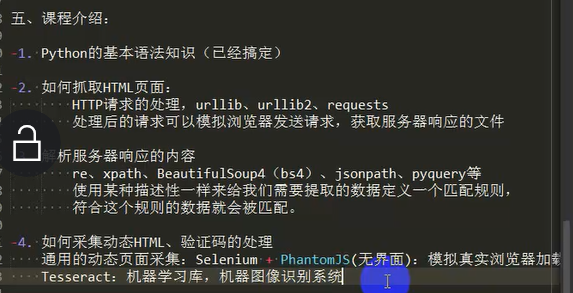 五、课程介绍：
-1. Python的基本语法知识（已经搞定）
-2. 如何抓取HTML页面：
HTTP请求的处理，urllib、urllib2、requests
处理后的请求可以模拟浏览器发送请求，获取服务器响应的文件
解析服务器响应的内容
re、xpath、BeautifulSoup4（bs4）、jsonpath、pyquery等
使用某种描述性一样来给我们需要提取的数据定义一个匹配规则，
符合这个规则的数据就会被匹配。
-4. 如何采集动态HTML、验证码的处理
通用的动态页面采集：Selenium + PhantomJS(无界面)：模拟真实浏览器加载
Tesseract：机器学习库，机器图像识别系统